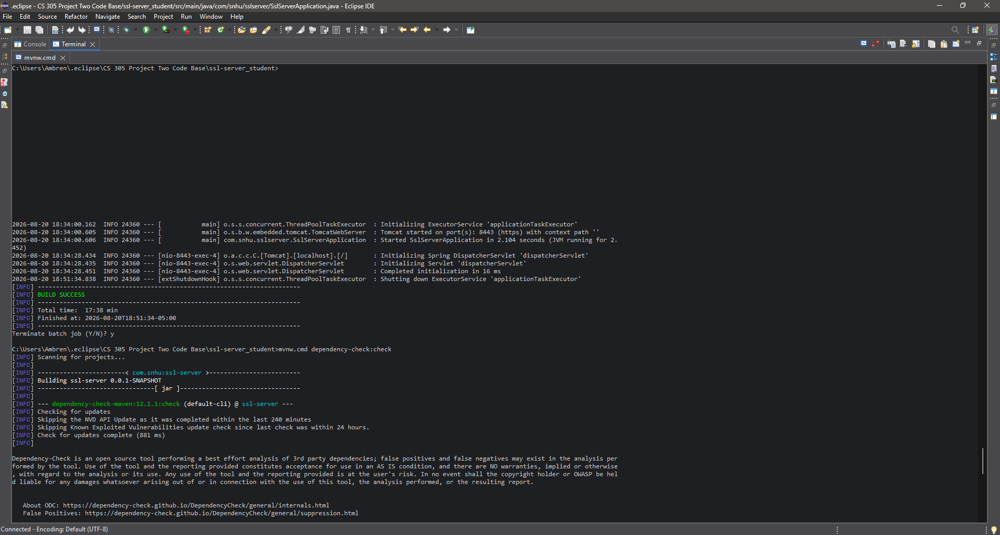 .eclipse - CS 305 Project Two Code Base/ssl-server_student/src/main/java/com/snhu/sslserver/SslServerApplication.java - Eclipse IDE
File Edit Source Refactor Navigate Search Project Run Window Help
Console Terminal
mvnw.cmd
C:\Users\Ambren\.eclipse\CS 305 Project Two Code Base\ssl-server_student>
2026-08-20 18:34:00.162  INFO 24360 --- [           main] o.s.s.concurrent.ThreadPoolTaskExecutor  : Initializing ExecutorService 'applicationTaskExecutor'
2026-08-20 18:34:00.605  INFO 24360 --- [           main] o.s.b.w.embedded.tomcat.TomcatWebServer  : Tomcat started on port(s): 8443 (https) with context path ''
2026-08-20 18:34:00.606  INFO 24360 --- [           main] com.snhu.sslserver.SslServerApplication  : Started SslServerApplication in 2.104 seconds (JVM running for 2.
452)
2026-08-20 18:34:28.434  INFO 24360 --- [nio-8443-exec-4] o.a.c.c.C.[Tomcat].[localhost].[/]       : Initializing Spring DispatcherServlet 'dispatcherServlet'
2026-08-20 18:34:28.435  INFO 24360 --- [nio-8443-exec-4] o.s.web.servlet.DispatcherServlet        : Initializing Servlet 'dispatcherServlet'
2026-08-20 18:34:28.451  INFO 24360 --- [nio-8443-exec-4] o.s.web.servlet.DispatcherServlet        : Completed initialization in 16 ms
2026-08-20 18:51:34.838  INFO 24360 --- [extShutdownHook] o.s.s.concurrent.ThreadPoolTaskExecutor  : Shutting down ExecutorService 'applicationTaskExecutor'
[INFO] ------------------------------------------------------------------------
[INFO] BUILD SUCCESS
[INFO] ------------------------------------------------------------------------
[INFO] Total time:  17:38 min
[INFO] Finished at: 2026-08-20T18:51:34-05:00
[INFO] ------------------------------------------------------------------------
Terminate batch job (Y/N)? y
C:\Users\Ambren\.eclipse\CS 305 Project Two Code Base\ssl-server_student>mvnw.cmd dependency-check:check
[INFO] Scanning for projects...
[INFO]
[INFO] ------------------------< com.snhu:ssl-server >-------------------------
[INFO] Building ssl-server 0.0.1-SNAPSHOT
[INFO] --------------------------------[ jar ]---------------------------------
[INFO]
[INFO] --- dependency-check-maven:12.1.1:check (default-cli) @ ssl-server ---
[INFO] Checking for updates
[INFO] Skipping the NVD API Update as it was completed within the last 240 minutes
[INFO] Skipping Known Exploited Vulnerabilities update check since last check was within 24 hours.
[INFO] Check for updates complete (881 ms)
[INFO]
Dependency-Check is an open source tool performing a best effort analysis of 3rd party dependencies; false positives and false negatives may exist in the analysis per
formed by the tool. Use of the tool and the reporting provided constitutes acceptance for use in an AS IS condition, and there are NO warranties, implied or otherwise
, with regard to the analysis or its use. Any use of the tool and the reporting provided is at the user's risk. In no event shall the copyright holder or OWASP be hel
d liable for any damages whatsoever arising out of or in connection with the use of this tool, the analysis performed, or the resulting report.
About ODC: https://dependency-check.github.io/DependencyCheck/general/internals.html
False Positives: https://dependency-check.github.io/DependencyCheck/general/suppression.html
Connected - Encoding: Default (UTF-8)